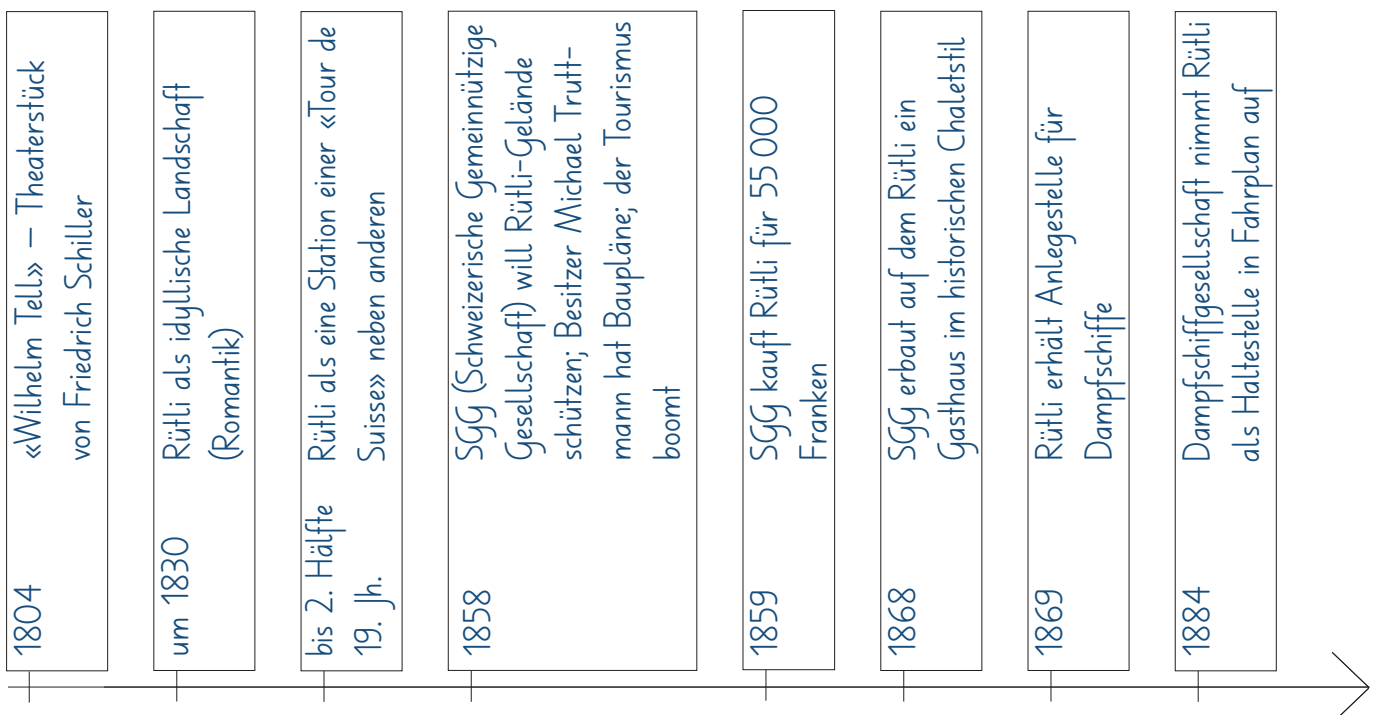 1804
«Wilhelm Tell» – Theaterstück
von Friedrich Schiller
um 1830
Rütli als idyllische Landschaft
(Romantik)
bis 2. Hälfte
19. Jh.
Rütli als eine Station einer «Tour de
Suisse» neben anderen
1858
SGG (Schweizerische Gemeinnützige
Gesellschaft) will Rütli-Gelände
schützen; Besitzer Michael Trutt-
mann hat Baupläne; der Tourismus
boomt
1859
SGG kauft Rütli für 55 000
Franken
1868
SGG erbaut auf dem Rütli ein
Gasthaus im historischen Chaletstil
1869
Rütli erhält Anlegestelle für
Dampfschiffe
1884
Dampfschiffgesellschaft nimmt Rütli
als Haltestelle in Fahrplan auf